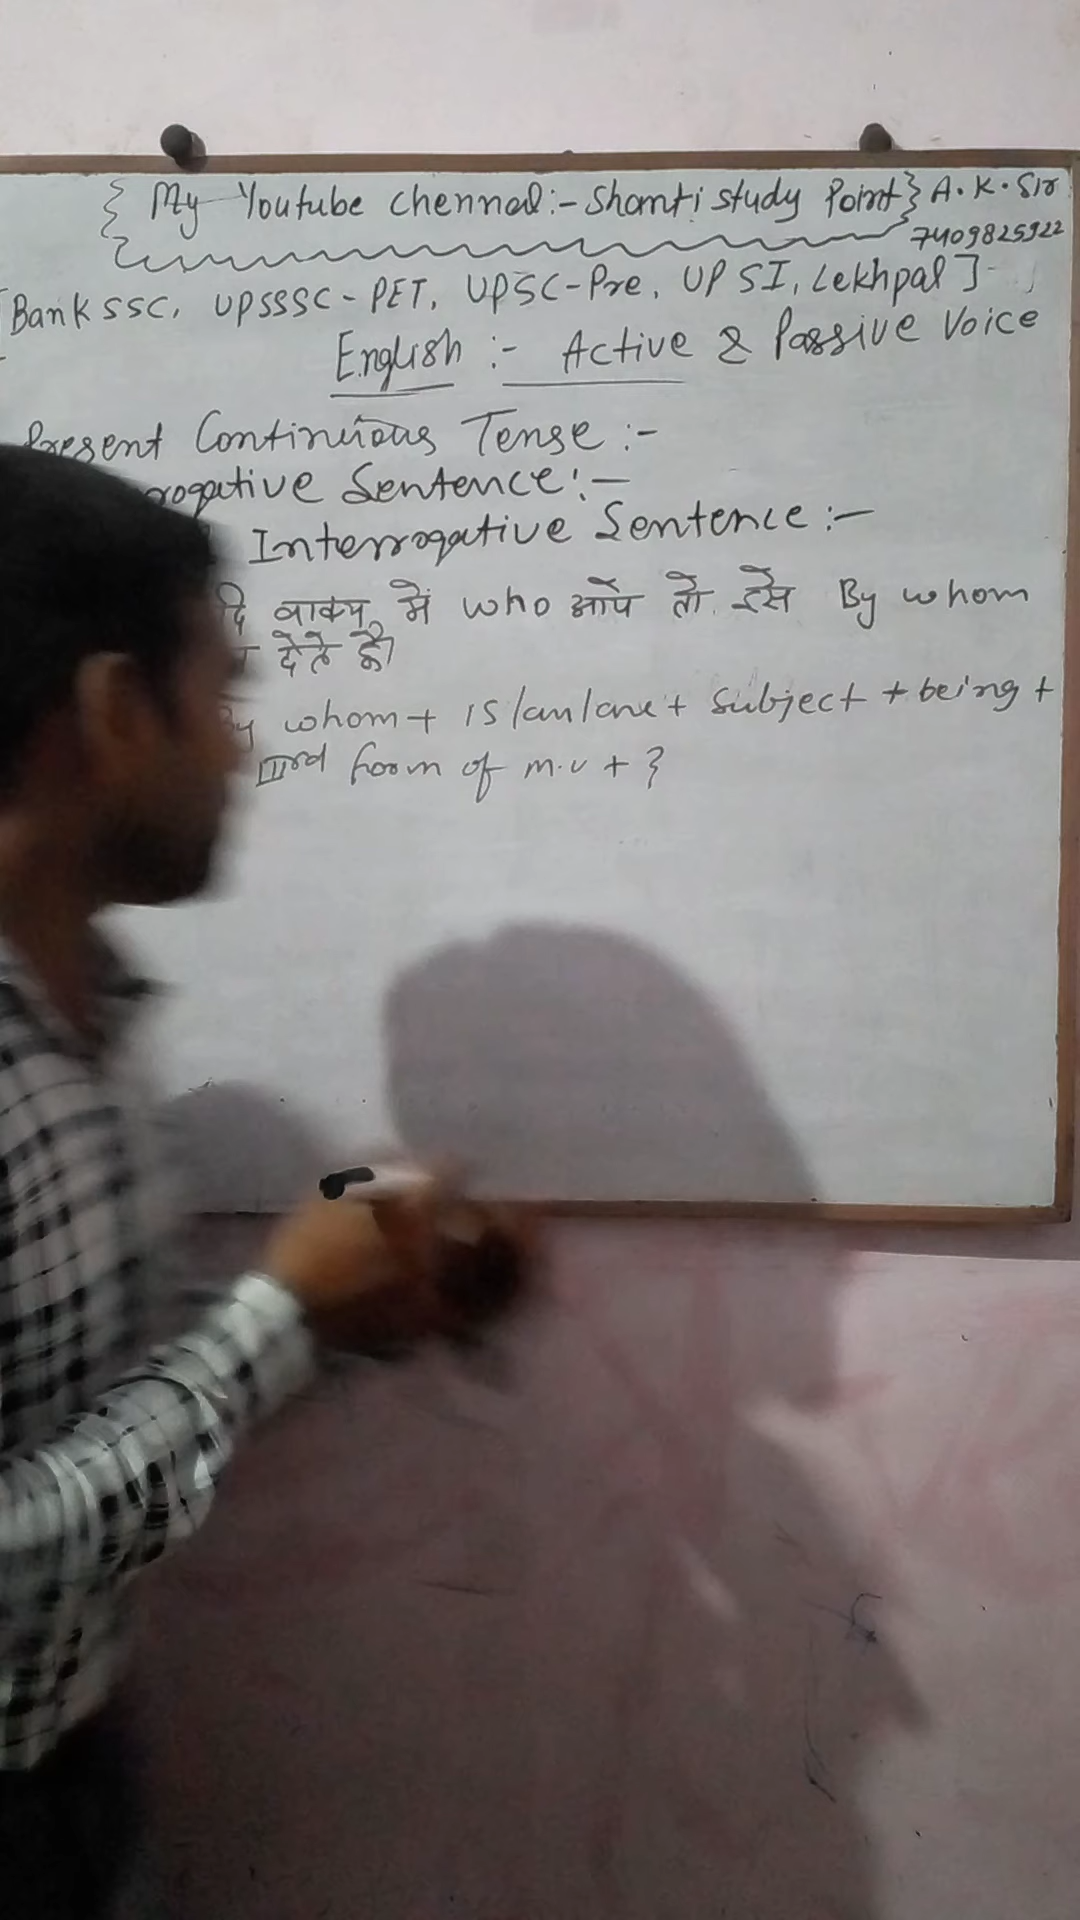 { My Youtube chennal:- Shanti study Point} A.K.Sir
7409825922
[Bank SSC, UPSSSC-PET, UPSC-Pre, UP SI, Lekhpal]
English :- Active & Passive Voice
Present Continuous Tense :-
rogative Sentence:-
Interrogative Sentence :-
दि वाक्य में who आये तो इसे By whom
देते है।
By whom + is/am/are + Subject + being +
IIIrd form of m.v + ?